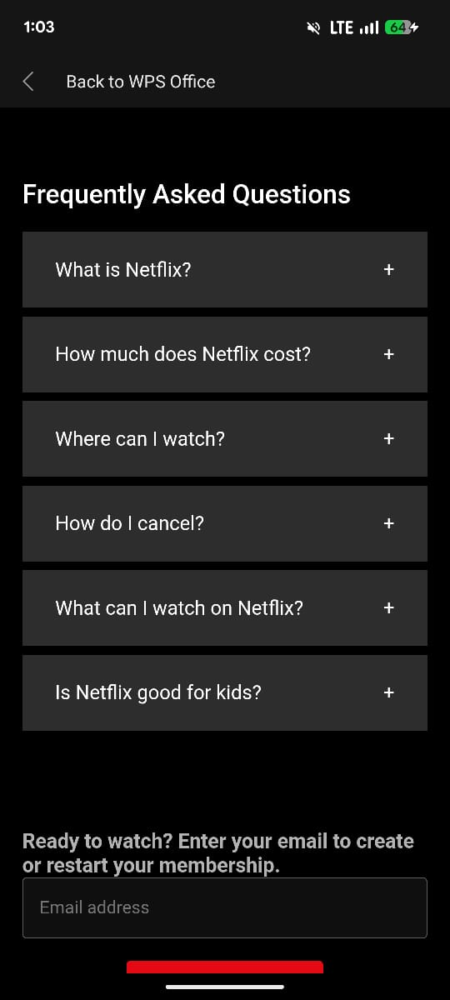 1:03
LTE
64
Back to WPS Office
Frequently Asked Questions
What is Netflix? +
How much does Netflix cost? +
Where can I watch? +
How do I cancel? +
What can I watch on Netflix? +
Is Netflix good for kids? +
Ready to watch? Enter your email to create
or restart your membership.
Email address